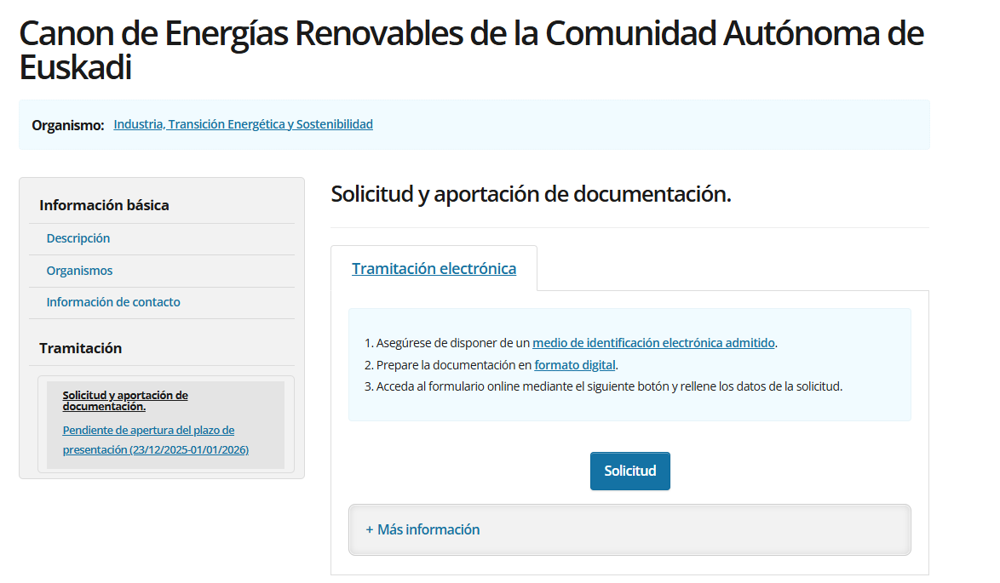 Canon de Energías Renovables de la Comunidad Autónoma de
Euskadi
Organismo: Industria, Transición Energética y Sostenibilidad
Información básica
Descripción
Organismos
Información de contacto
Tramitación
Solicitud y aportación de
documentación.
Pendiente de apertura del plazo de
presentación (23/12/2025-01/01/2026)
Solicitud y aportación de documentación.
Tramitación electrónica
1. Asegúrese de disponer de un medio de identificación electrónica admitido.
2. Prepare la documentación en formato digital.
3. Acceda al formulario online mediante el siguiente botón y rellene los datos de la solicitud.
Solicitud
+ Más información